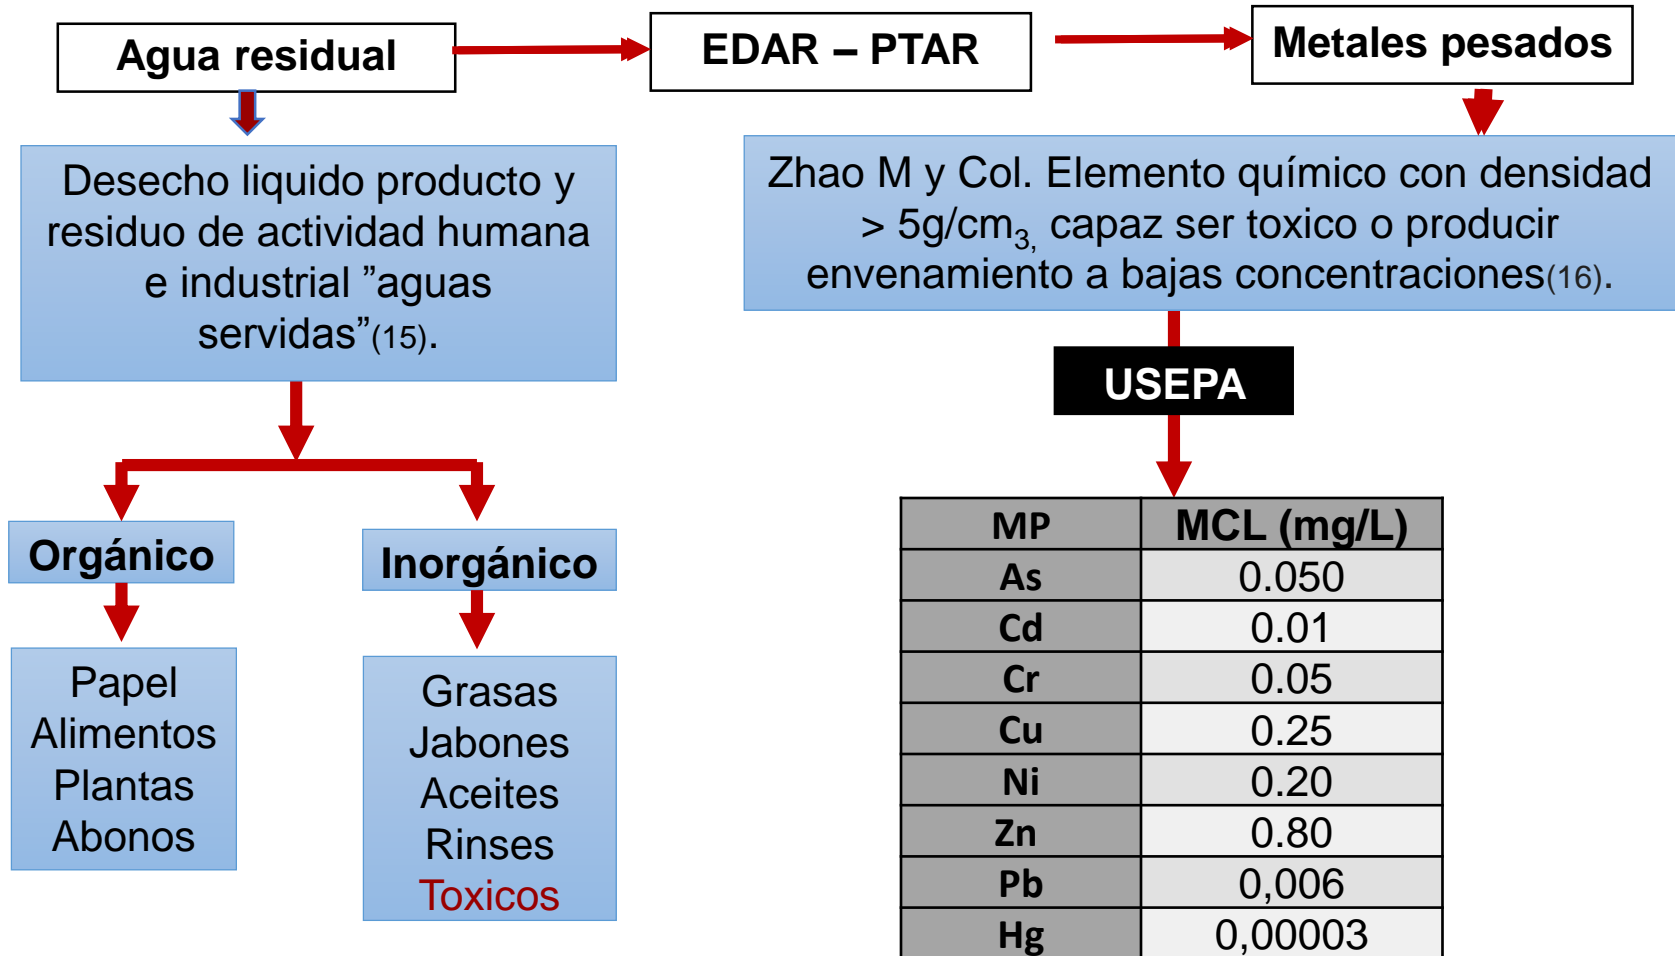 Agua residual
EDAR – PTAR
Metales pesados
Desecho liquido producto y
residuo de actividad humana
e industrial ”aguas
servidas”(15).
Zhao M y Col. Elemento químico con densidad
> 5g/cm3, capaz ser toxico o producir
envenamiento a bajas concentraciones(16).
USEPA
Orgánico
Inorgánico
Papel
Alimentos
Plantas
Abonos
Grasas
Jabones
Aceites
Rinses
Toxicos
MP MCL (mg/L)
As 0.050
Cd 0.01
Cr 0.05
Cu 0.25
Ni 0.20
Zn 0.80
Pb 0,006
Hg 0,00003